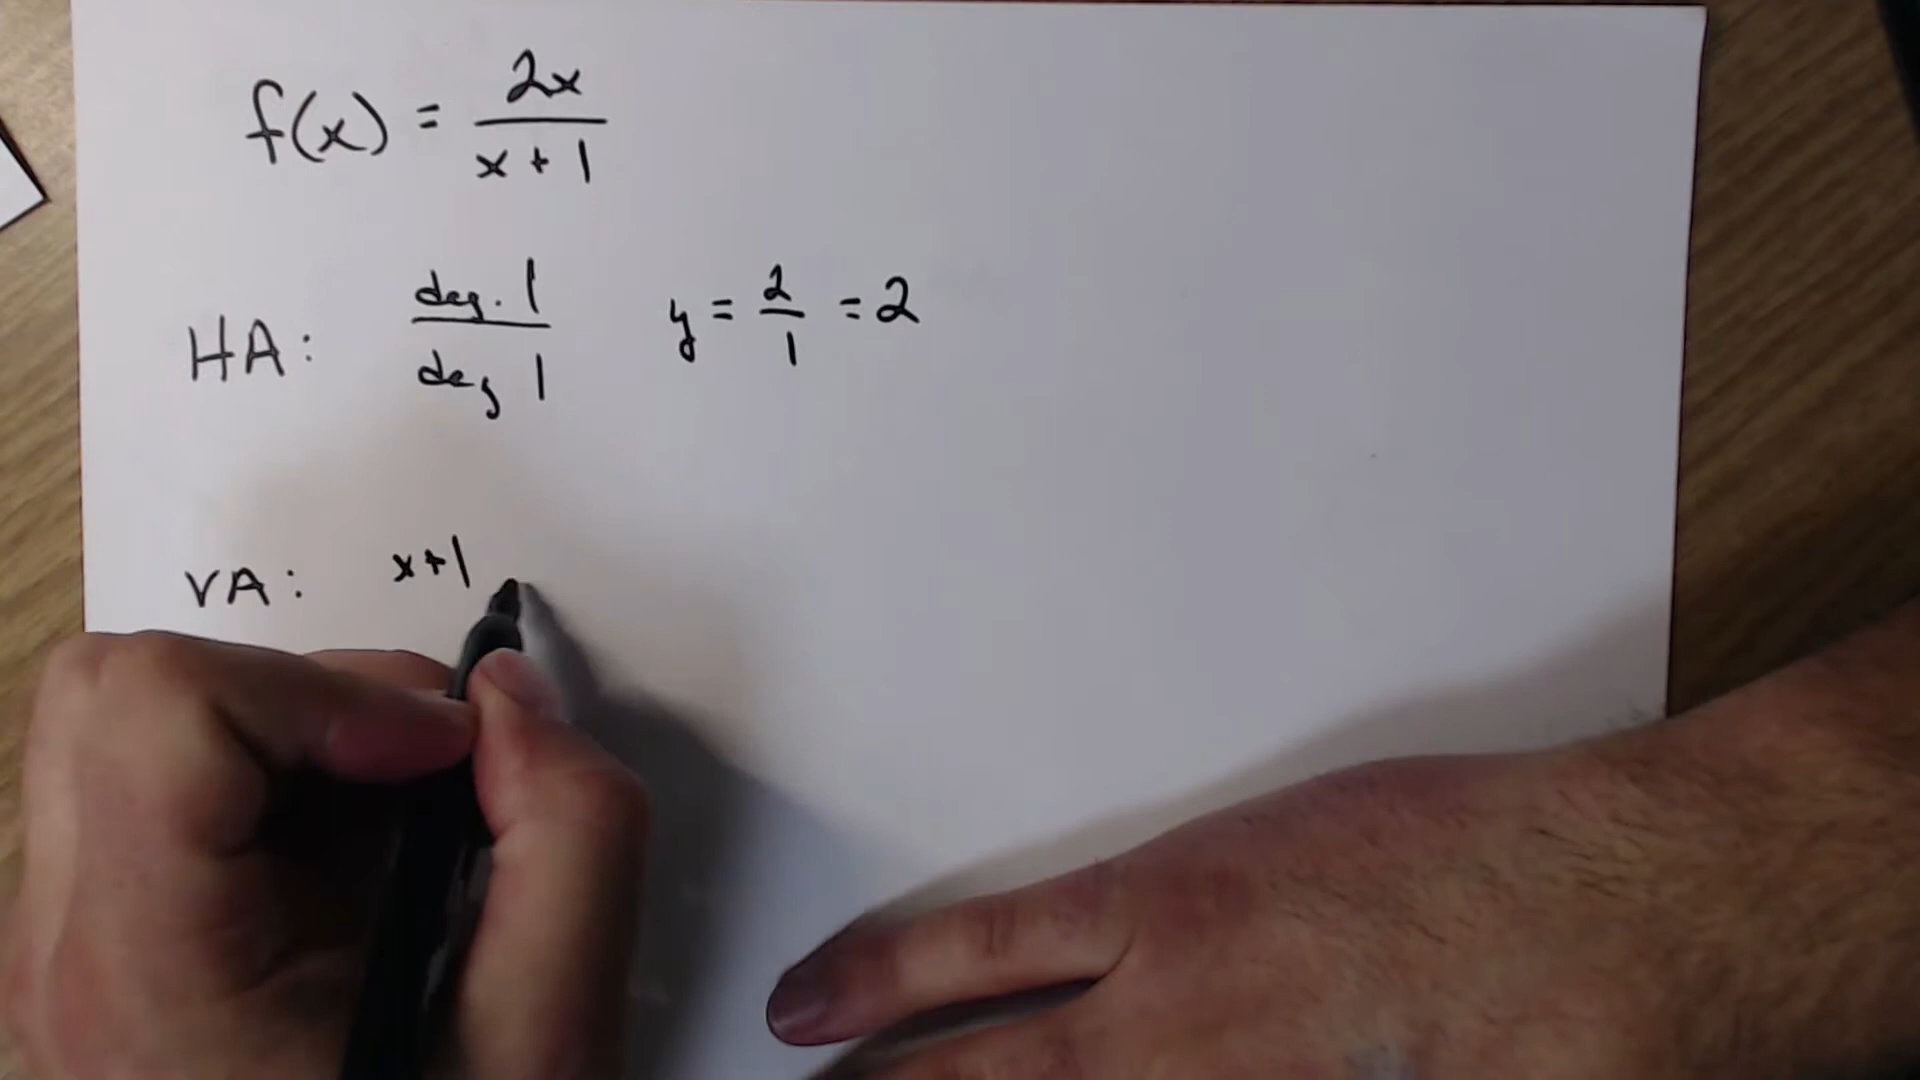 f(x) = 2x / x + 1
HA: deg. 1 / deg 1 y = 2 / 1 = 2
VA: x+1